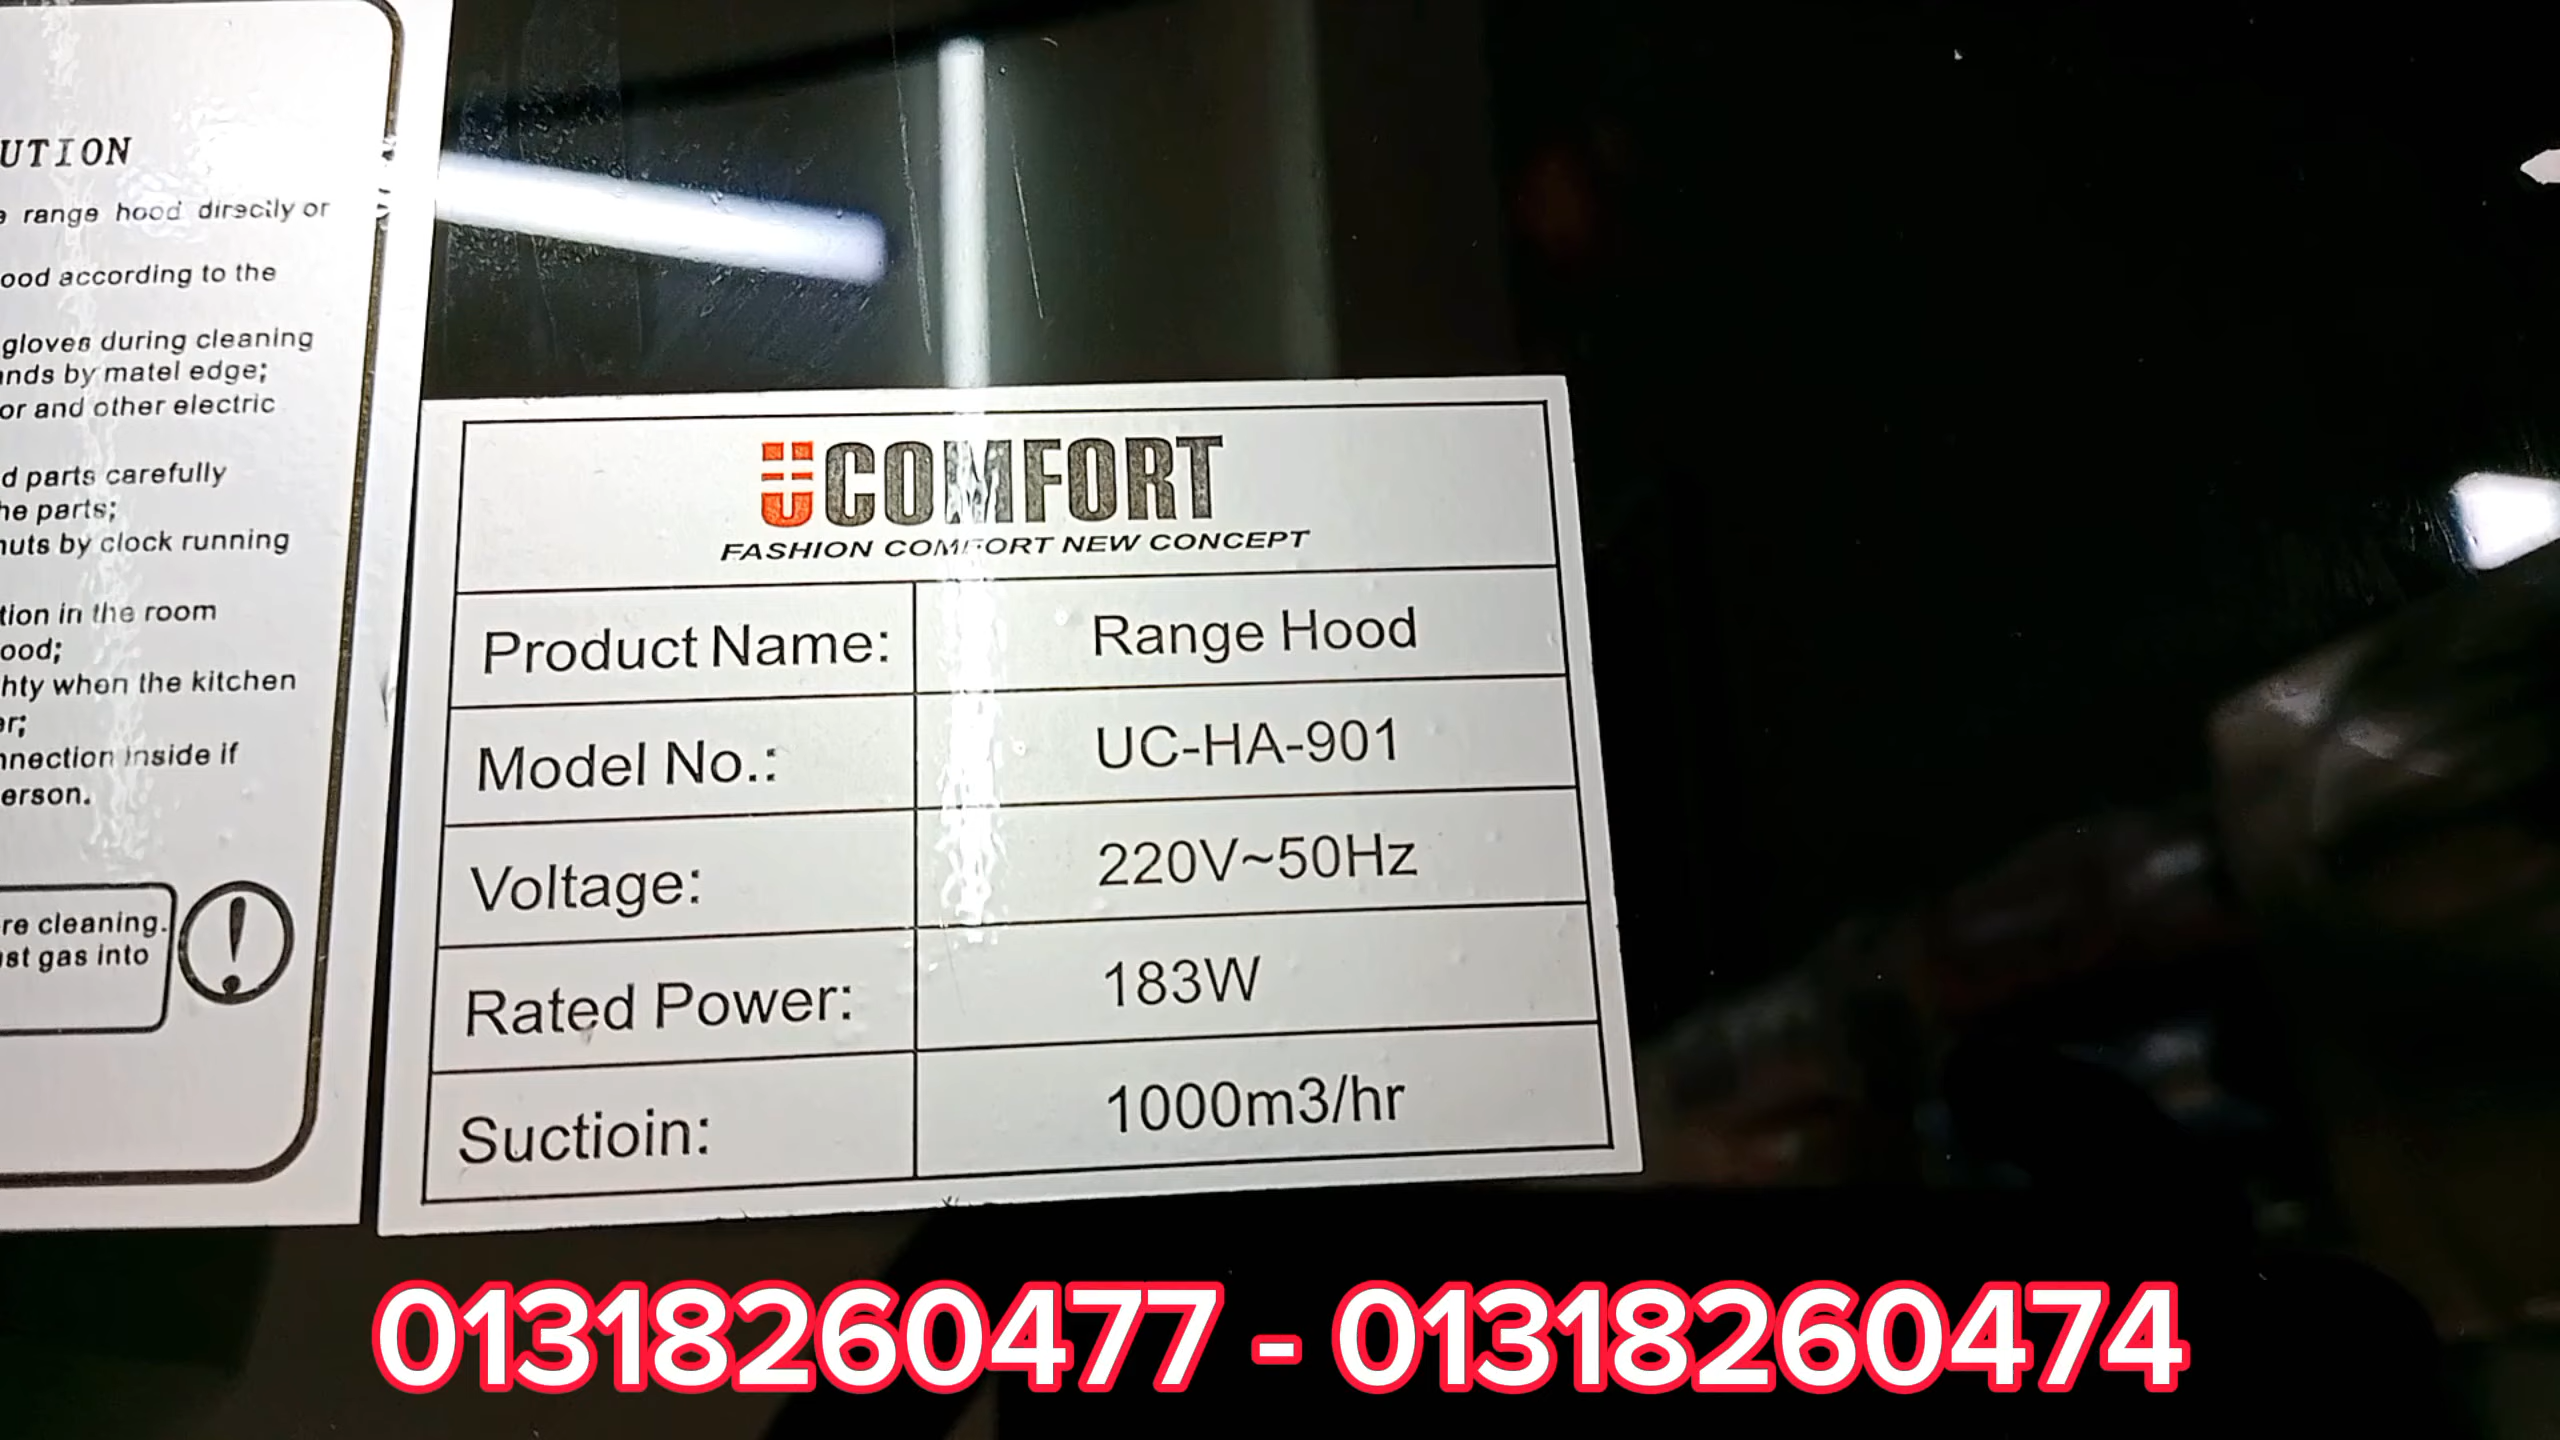 UTION
range hood direcily or
ood according to the
gloves during cleaning
nds by matel edge;
or and other electric
d parts carefully
he parts;
nuts by clock running
tion in the room
ood;
hty when the kitchen
er;
nnection inside if
erson.
re cleaning.
st gas into
!
UCOMFORT
FASHION COMFORT NEW CONCEPT
Product Name: Range Hood
Model No.: UC-HA-901
Voltage: 220V~50Hz
Rated Power: 183W
Suctioin: 1000m3/hr
01318260477 - 01318260474